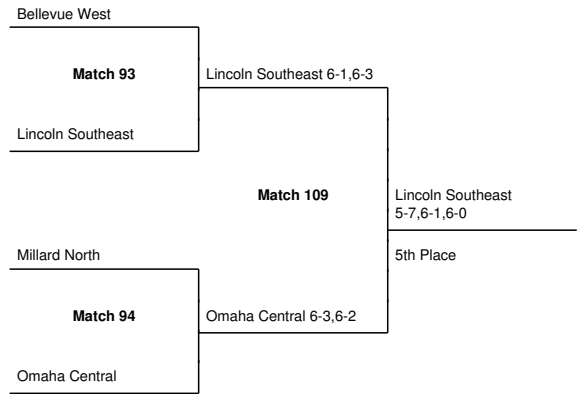 Bellevue West
Match 93
Lincoln Southeast 6-1,6-3
Lincoln Southeast
Match 109
Lincoln Southeast
5-7,6-1,6-0
Millard North
5th Place
Match 94
Omaha Central 6-3,6-2
Omaha Central